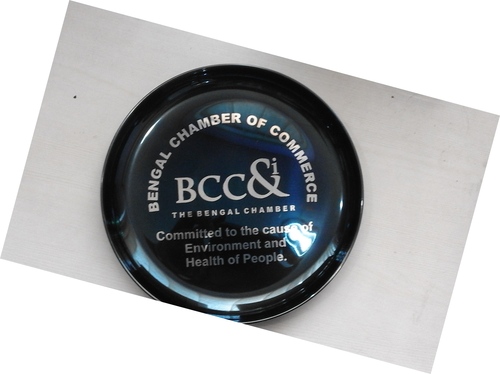 BENGAL CHAMBER OF COMMERCE
BCC&i
THE BENGAL CHAMBER
Committed to the cause of
Environment and
Health of People.